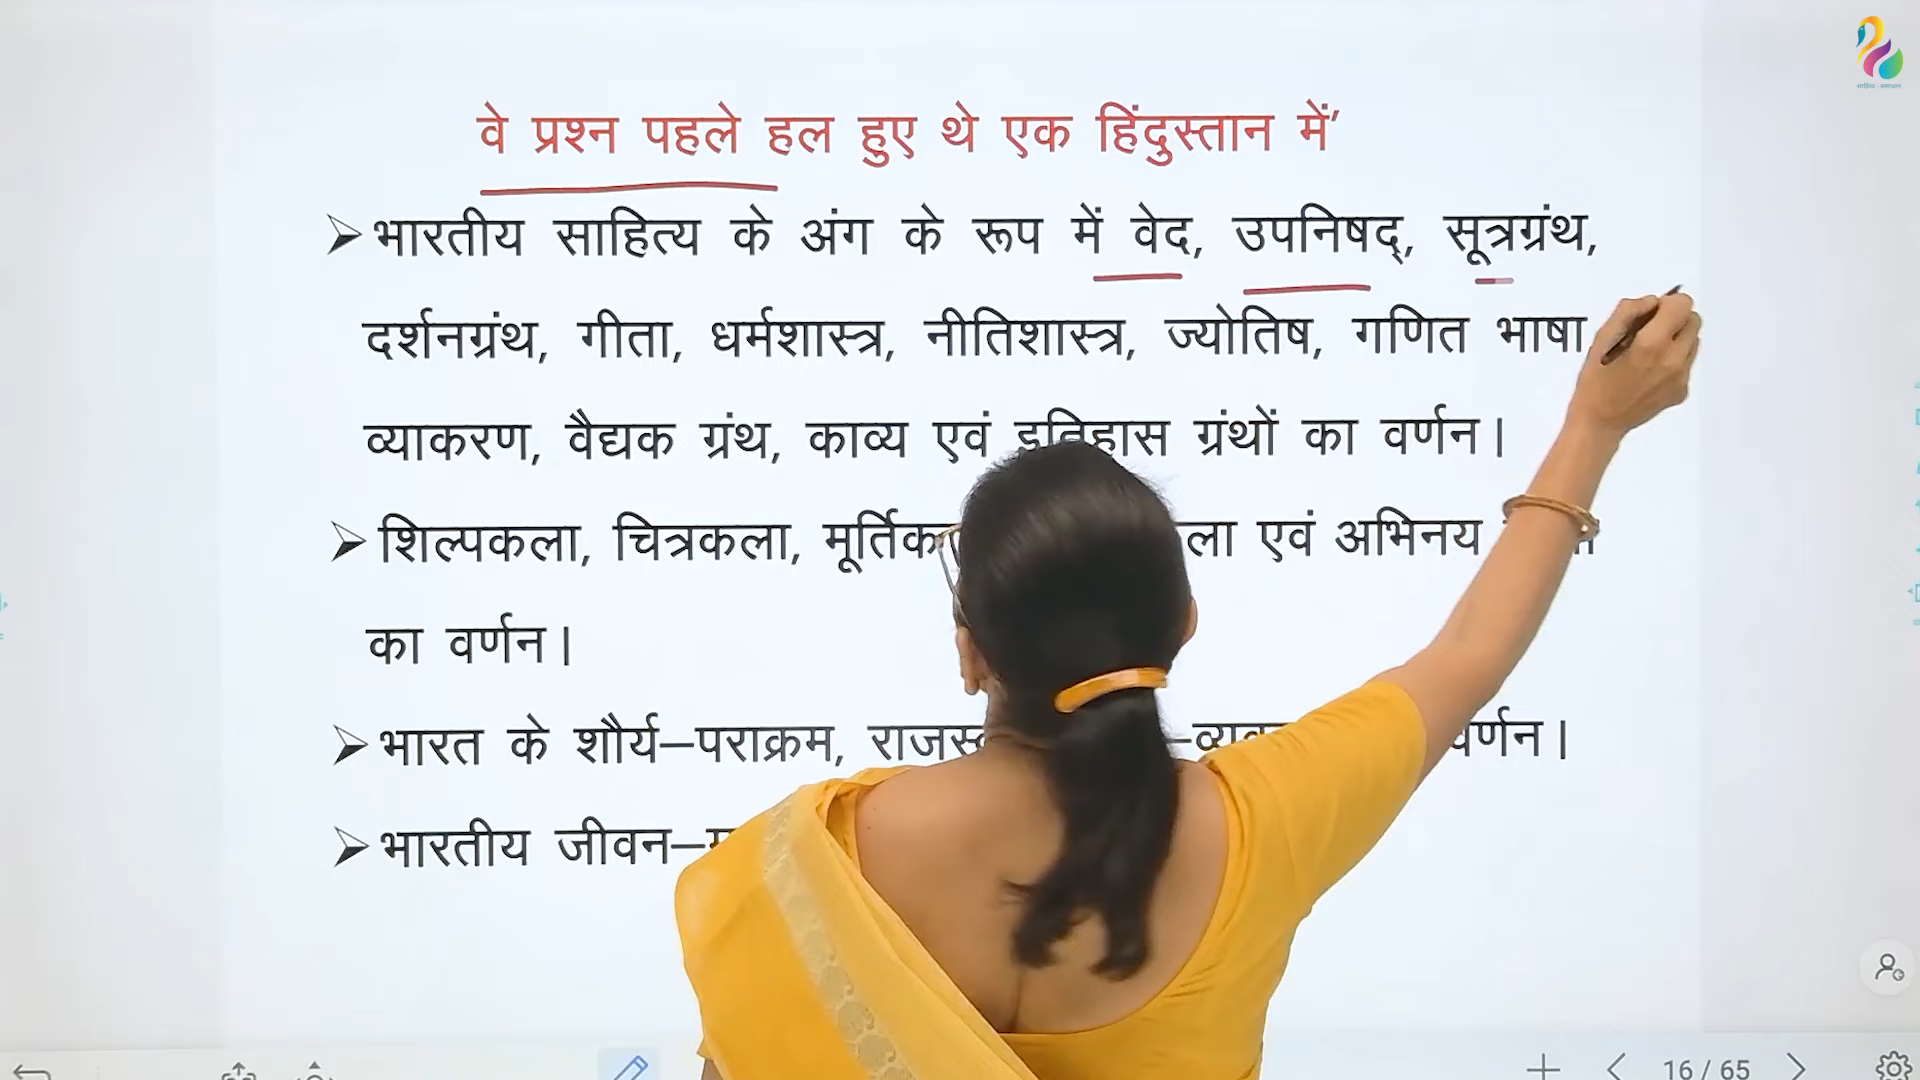 वे प्रश्न पहले हल हुए थे एक हिंदुस्तान में’
➢ भारतीय साहित्य के अंग के रूप में वेद, उपनिषद्, सूत्रग्रंथ,
दर्शनग्रंथ, गीता, धर्मशास्त्र, नीतिशास्त्र, ज्योतिष, गणित भाषा
व्याकरण, वैद्यक ग्रंथ, काव्य एवं इतिहास ग्रंथों का वर्णन।
➢ शिल्पकला, चित्रकला, एवं अभिनय
का वर्णन।
➢ भारत के शौर्य–पराक्रम, वर्णन।
➢ भारतीय जीवन–
16 / 65